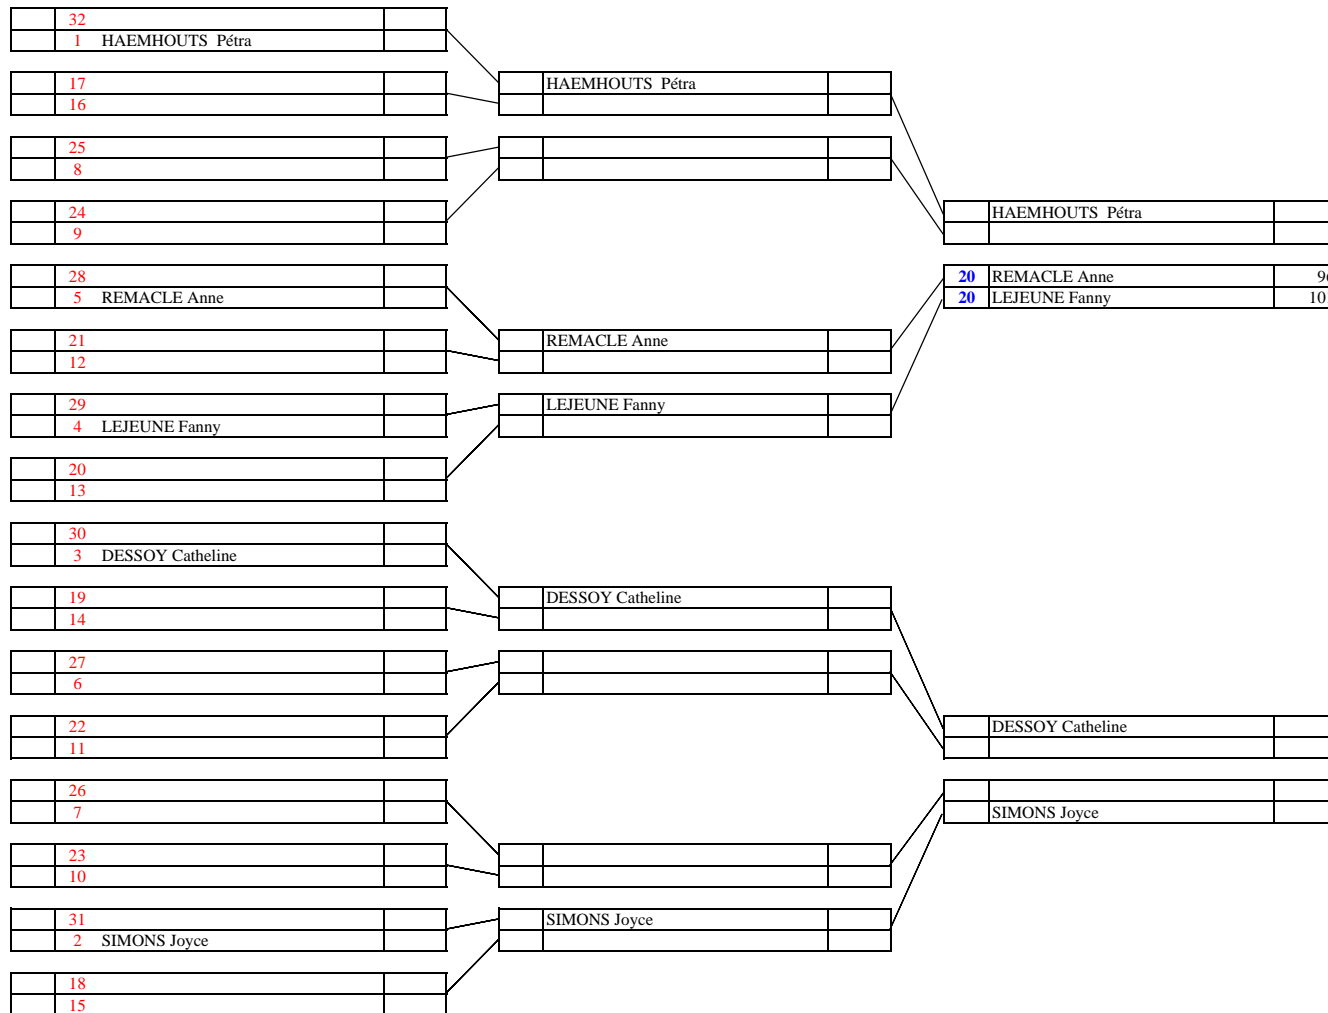 32
1 HAEMHOUTS Pétra
17
16
25
8
24
9
28
5 REMACLE Anne
21
12
29
4 LEJEUNE Fanny
20
13
30
3 DESSOY Catheline
19
14
27
6
22
11
26
7
23
10
31
2 SIMONS Joyce
18
15
HAEMHOUTS Pétra
REMACLE Anne
LEJEUNE Fanny
DESSOY Catheline
SIMONS Joyce
HAEMHOUTS Pétra
20 REMACLE Anne
20 LEJEUNE Fanny
DESSOY Catheline
SIMONS Joyce